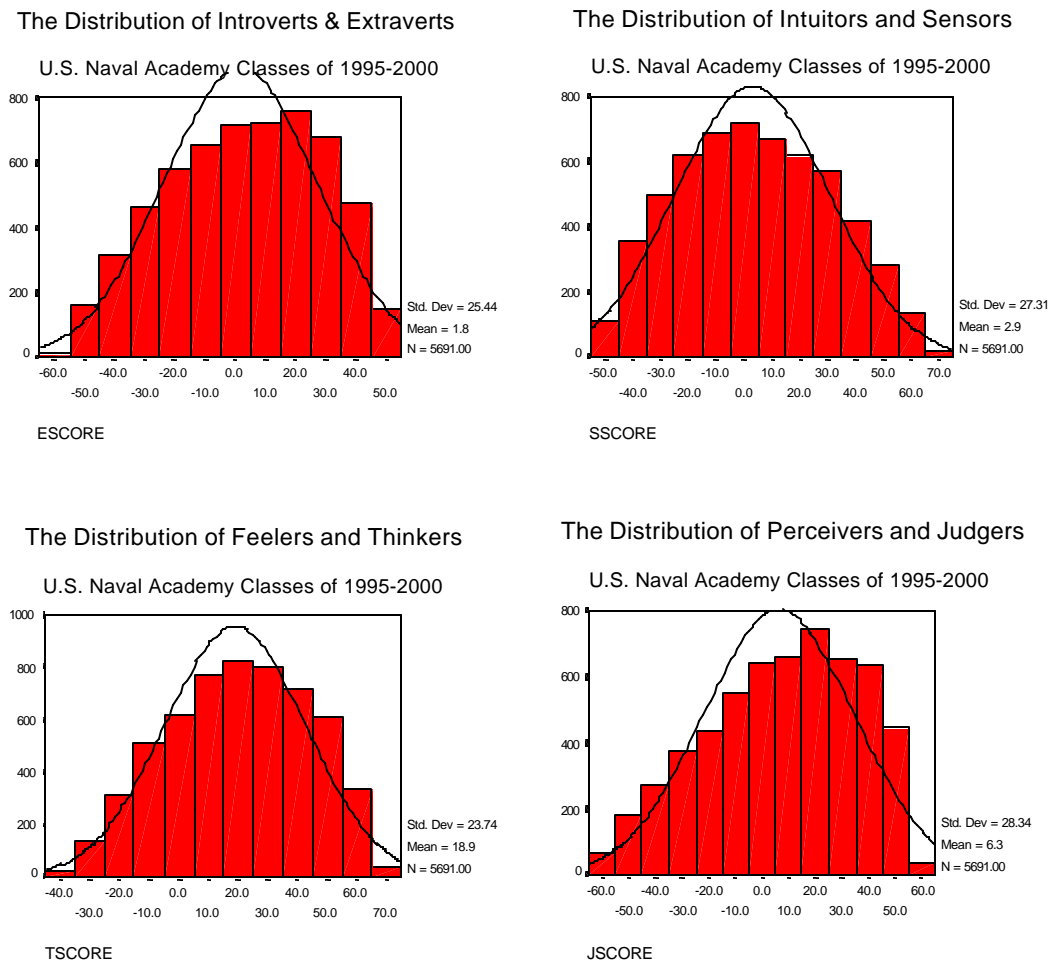 The Distribution of Introverts & Extraverts
U.S. Naval Academy Classes of 1995-2000
800
600
400
200
0
Std. Dev = 25.44
Mean = 1.8
N = 5691.00
-60.0 -40.0 -20.0 0.0 20.0 40.0
-50.0 -30.0 -10.0 10.0 30.0 50.0
ESCORE
The Distribution of Intuitors and Sensors
U.S. Naval Academy Classes of 1995-2000
800
600
400
200
0
Std. Dev = 27.31
Mean = 2.9
N = 5691.00
-50.0 -30.0 -10.0 10.0 30.0 50.0 70.0
-40.0 -20.0 0.0 20.0 40.0 60.0
SSCORE
The Distribution of Feelers and Thinkers
U.S. Naval Academy Classes of 1995-2000
1000
800
600
400
200
0
Std. Dev = 23.74
Mean = 18.9
N = 5691.00
-40.0 -20.0 0.0 20.0 40.0 60.0
-30.0 -10.0 10.0 30.0 50.0 70.0
TSCORE
The Distribution of Perceivers and Judgers
U.S. Naval Academy Classes of 1995-2000
800
600
400
200
0
Std. Dev = 28.34
Mean = 6.3
N = 5691.00
-60.0 -40.0 -20.0 0.0 20.0 40.0 60.0
-50.0 -30.0 -10.0 10.0 30.0 50.0
JSCORE